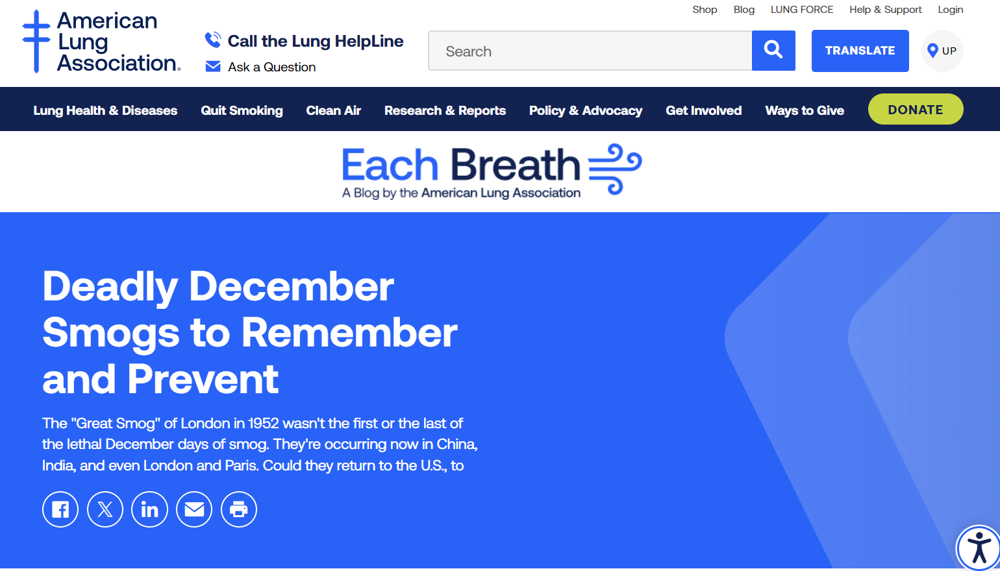 Shop Blog LUNG FORCE Help & Support Login
American
Lung
Association®
Call the Lung HelpLine
Ask a Question
Search
TRANSLATE
UP
Lung Health & Diseases Quit Smoking Clean Air Research & Reports Policy & Advocacy Get Involved Ways to Give DONATE
Each Breath
A Blog by the American Lung Association
Deadly December
Smogs to Remember
and Prevent
The "Great Smog" of London in 1952 wasn't the first or the last of
the lethal December days of smog. They're occurring now in China,
India, and even London and Paris. Could they return to the U.S., to